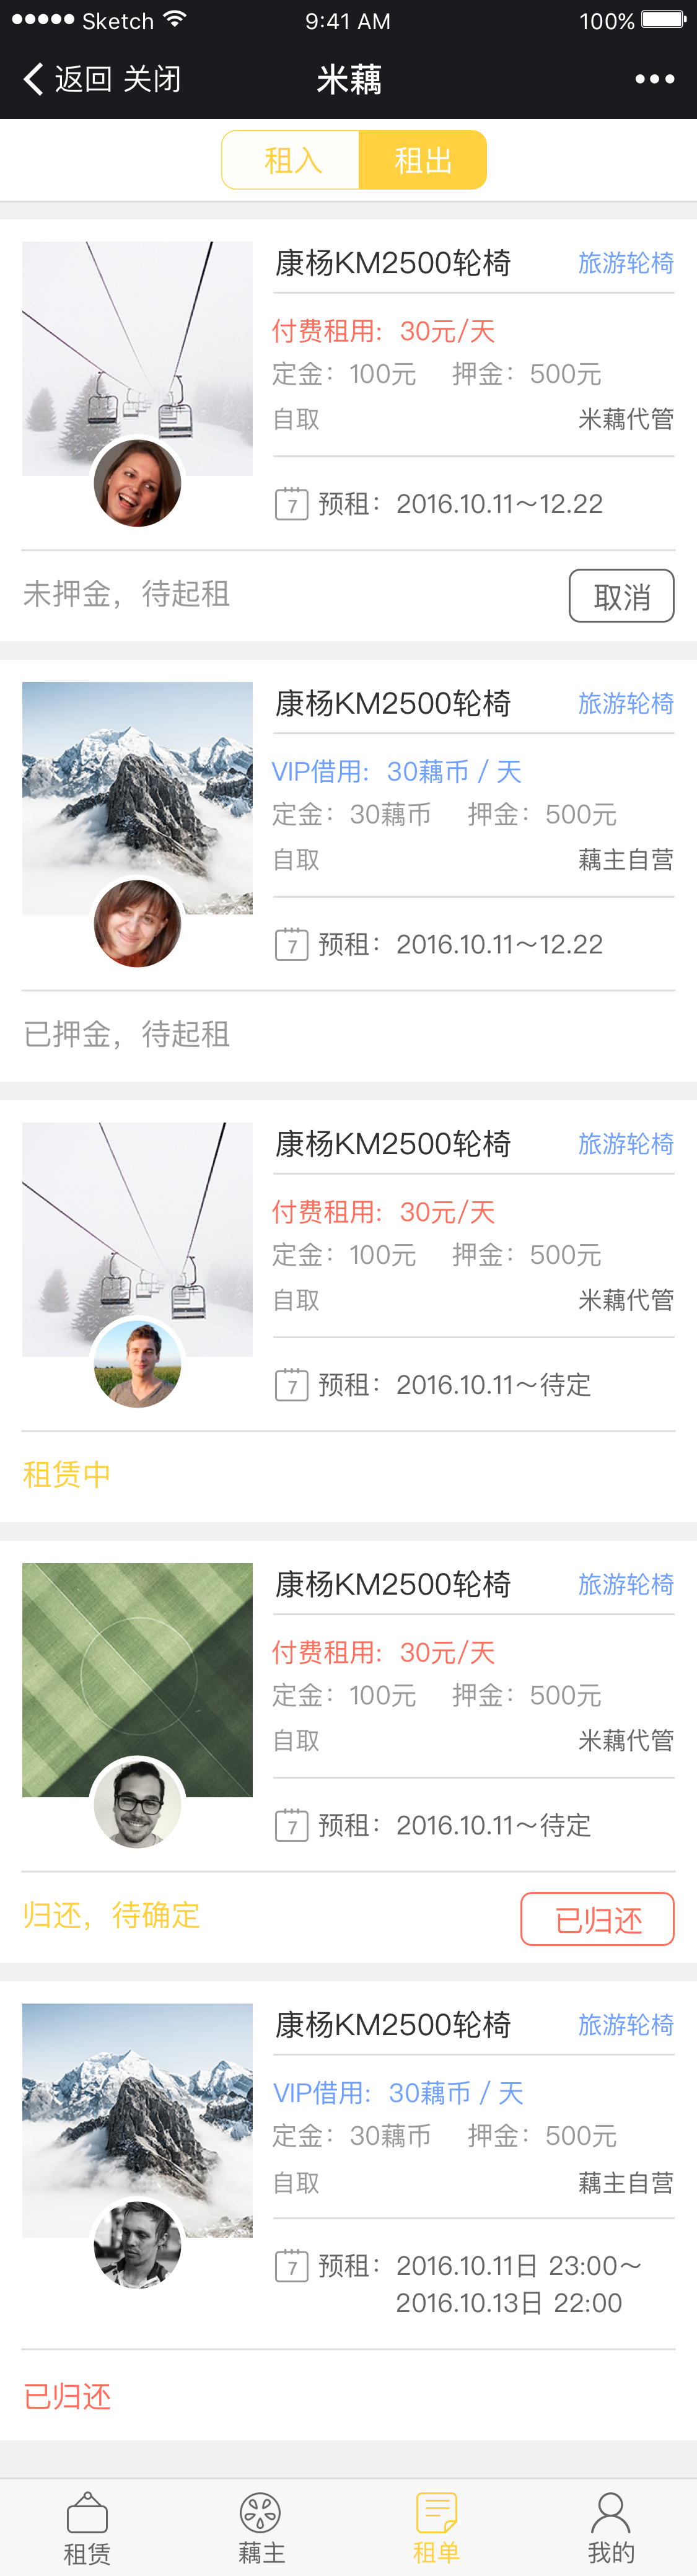 Sketch 9:41 AM 100%
返回 关闭 米藕
租入 租出
康杨KM2500轮椅 旅游轮椅
付费租用: 30元/天
定金: 100元 押金: 500元
自取 米藕代管
7 预租: 2016.10.11~12.22
未押金，待起租 取消
康杨KM2500轮椅 旅游轮椅
VIP借用: 30藕币 / 天
定金: 30藕币 押金: 500元
自取 藕主自营
7 预租: 2016.10.11~12.22
已押金，待起租
康杨KM2500轮椅 旅游轮椅
付费租用: 30元/天
定金: 100元 押金: 500元
自取 米藕代管
7 预租: 2016.10.11~待定
租赁中
康杨KM2500轮椅 旅游轮椅
付费租用: 30元/天
定金: 100元 押金: 500元
自取 米藕代管
7 预租: 2016.10.11~待定
归还，待确定 已归还
康杨KM2500轮椅 旅游轮椅
VIP借用: 30藕币 / 天
定金: 30藕币 押金: 500元
自取 藕主自营
7 预租: 2016.10.11日 23:00~
2016.10.13日 22:00
已归还
租赁 藕主 租单 我的